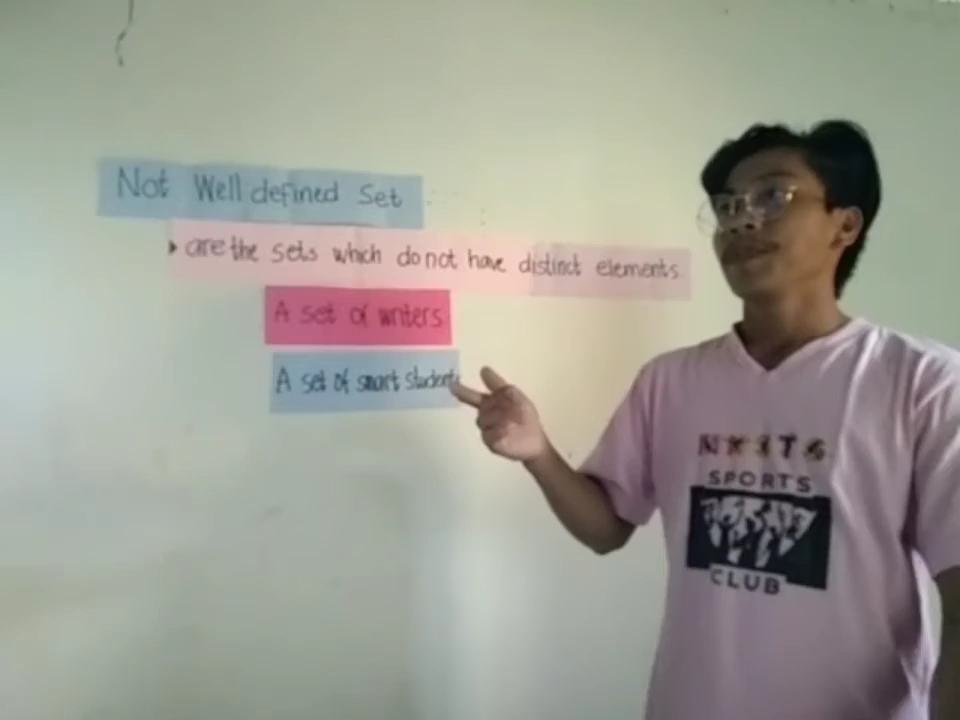 Not Well defined Set
▸ are the sets which do not have distinct elements
A set of writers
A set of smart students
SPORTS
CLUB